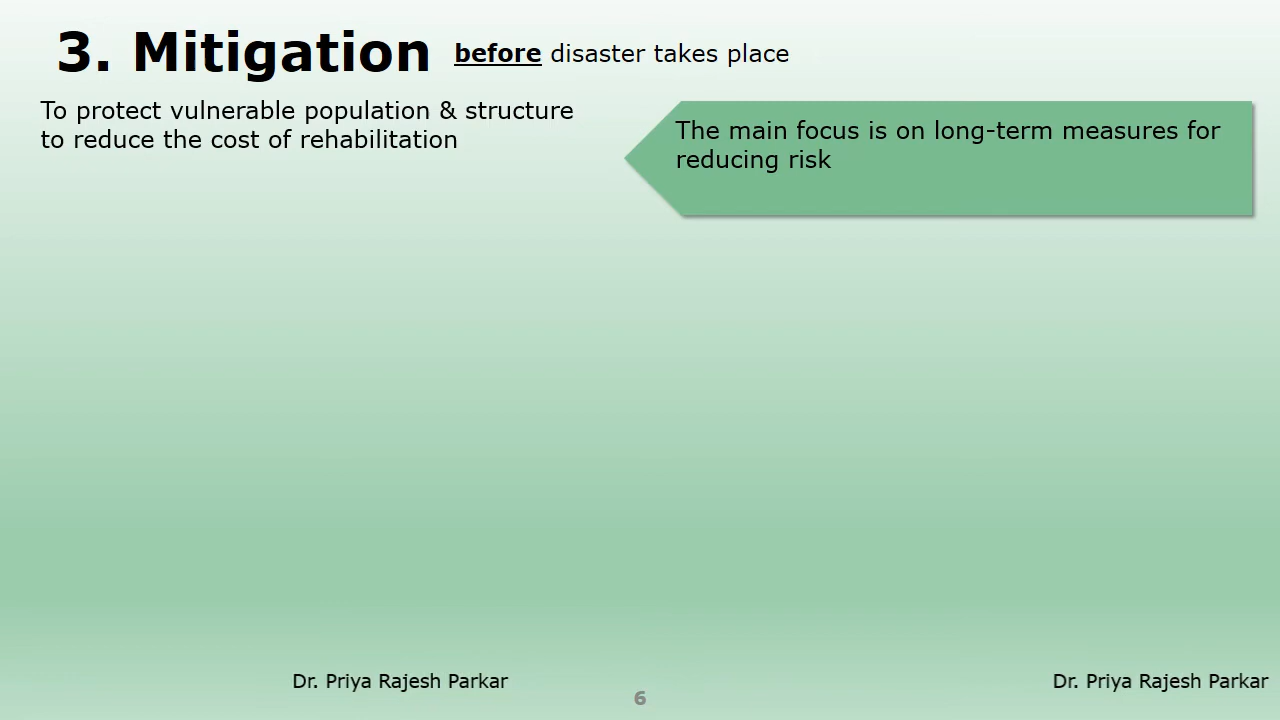 3. Mitigation before disaster takes place
To protect vulnerable population & structure
to reduce the cost of rehabilitation
The main focus is on long-term measures for
reducing risk
Dr. Priya Rajesh Parkar
Dr. Priya Rajesh Parkar
6